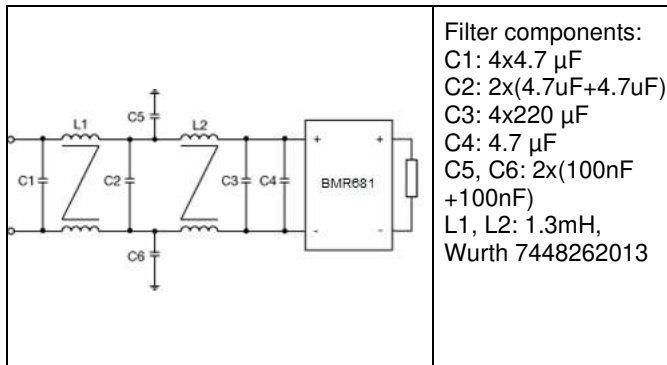 L1
C5
L2
C1
C2
C3
C4
+
+
BMR681
-
-
C6
Filter components:
C1: 4x4.7 µF
C2: 2x(4.7uF+4.7uF)
C3: 4x220 µF
C4: 4.7 µF
C5, C6: 2x(100nF
+100nF)
L1, L2: 1.3mH,
Wurth 7448262013